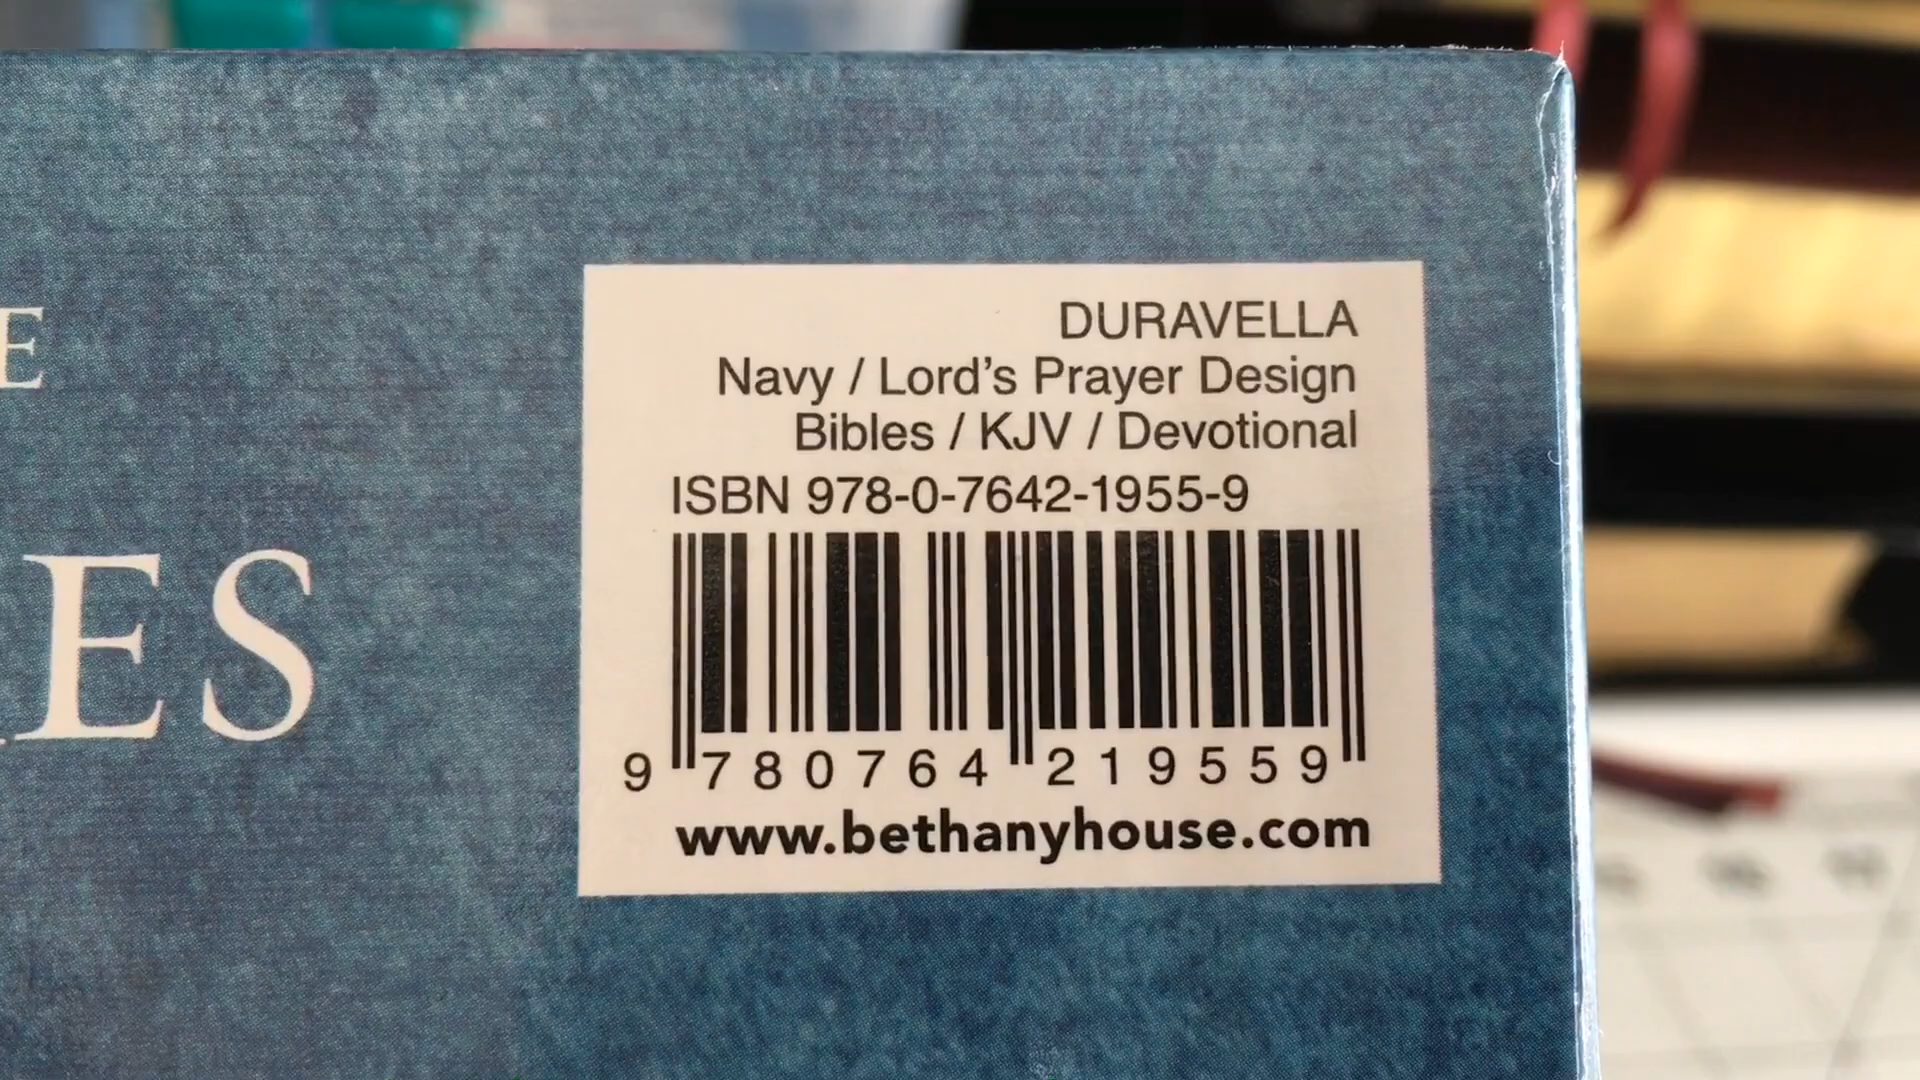 E
ES
DURAVELLA
Navy / Lord’s Prayer Design
Bibles / KJV / Devotional
ISBN 978-0-7642-1955-9
9 780764 219559
www.bethanyhouse.com